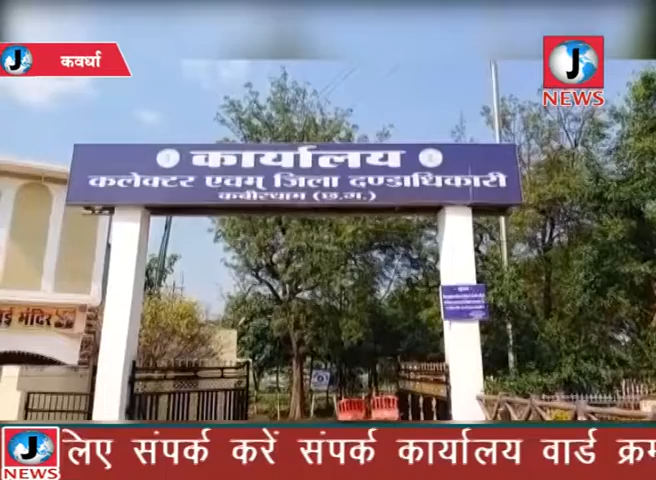 कवर्धा
J
J
NEWS
कार्यालय
कलेक्टर एवम् जिला दण्डाधिकारी
कबीरधाम (छ.ग.)
ई मंदिर
J
NEWS
लिए संपर्क करें संपर्क कार्यालय वार्ड क्रम